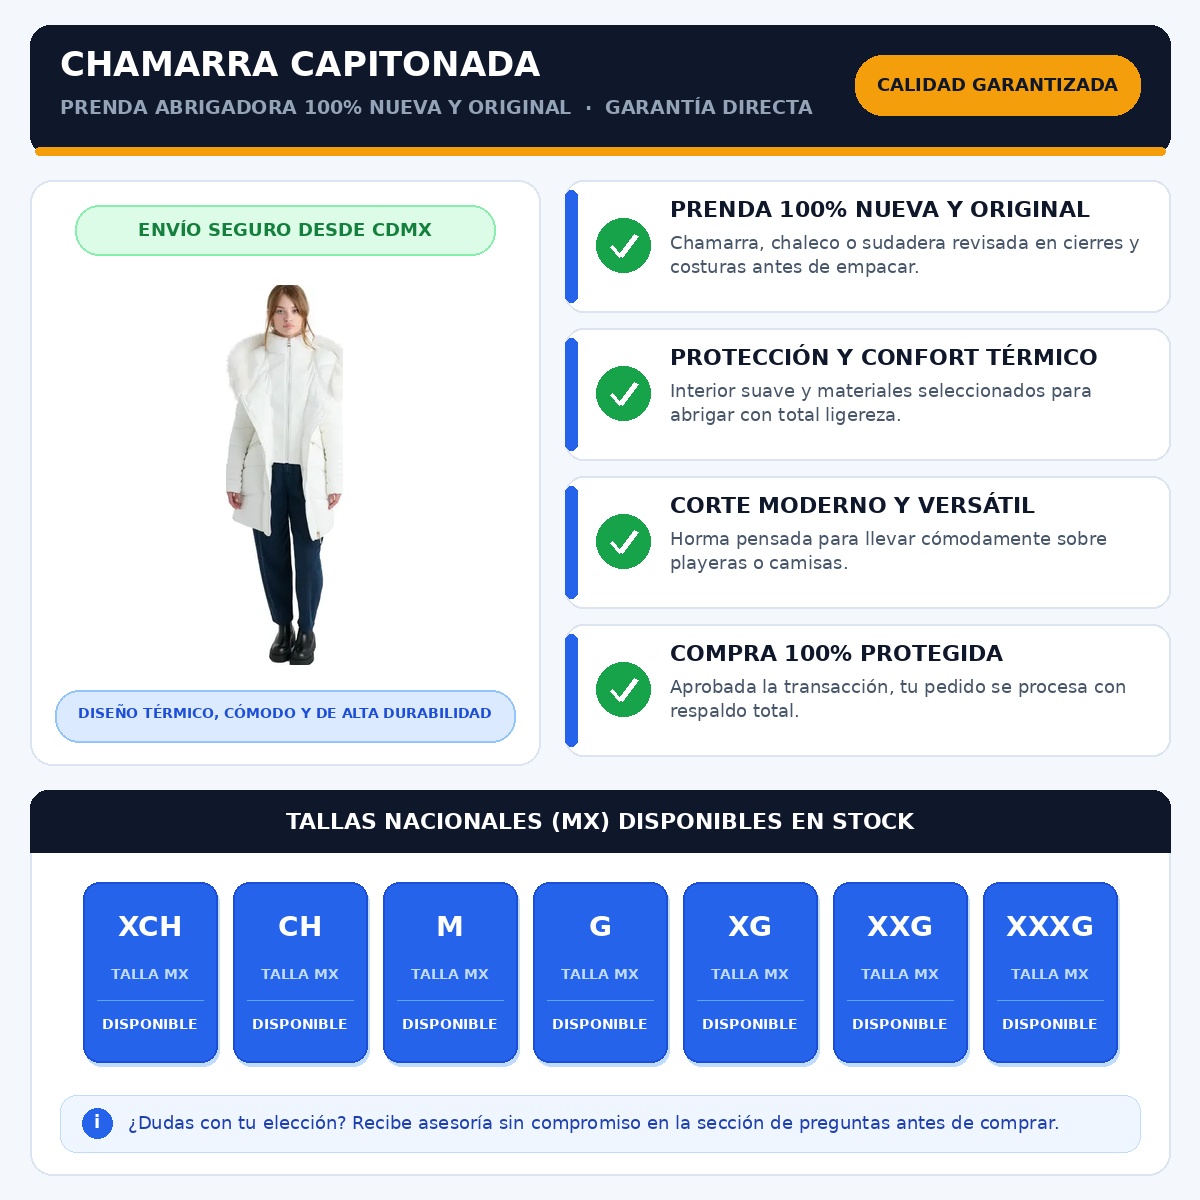 CHAMARRA CAPITONADA
PRENDA ABRIGADORA 100% NUEVA Y ORIGINAL · GARANTÍA DIRECTA
CALIDAD GARANTIZADA
ENVÍO SEGURO DESDE CDMX
DISEÑO TÉRMICO, CÓMODO Y DE ALTA DURABILIDAD
PRENDA 100% NUEVA Y ORIGINAL
Chamarra, chaleco o sudadera revisada en cierres y
costuras antes de empacar.
PROTECCIÓN Y CONFORT TÉRMICO
Interior suave y materiales seleccionados para
abrigar con total ligereza.
CORTE MODERNO Y VERSÁTIL
Horma pensada para llevar cómodamente sobre
playeras o camisas.
COMPRA 100% PROTEGIDA
Aprobada la transacción, tu pedido se procesa con
respaldo total.
TALLAS NACIONALES (MX) DISPONIBLES EN STOCK
XCH
TALLA MX
DISPONIBLE
CH
TALLA MX
DISPONIBLE
M
TALLA MX
DISPONIBLE
G
TALLA MX
DISPONIBLE
XG
TALLA MX
DISPONIBLE
XXG
TALLA MX
DISPONIBLE
XXXG
TALLA MX
DISPONIBLE
i ¿Dudas con tu elección? Recibe asesoría sin compromiso en la sección de preguntas antes de comprar.